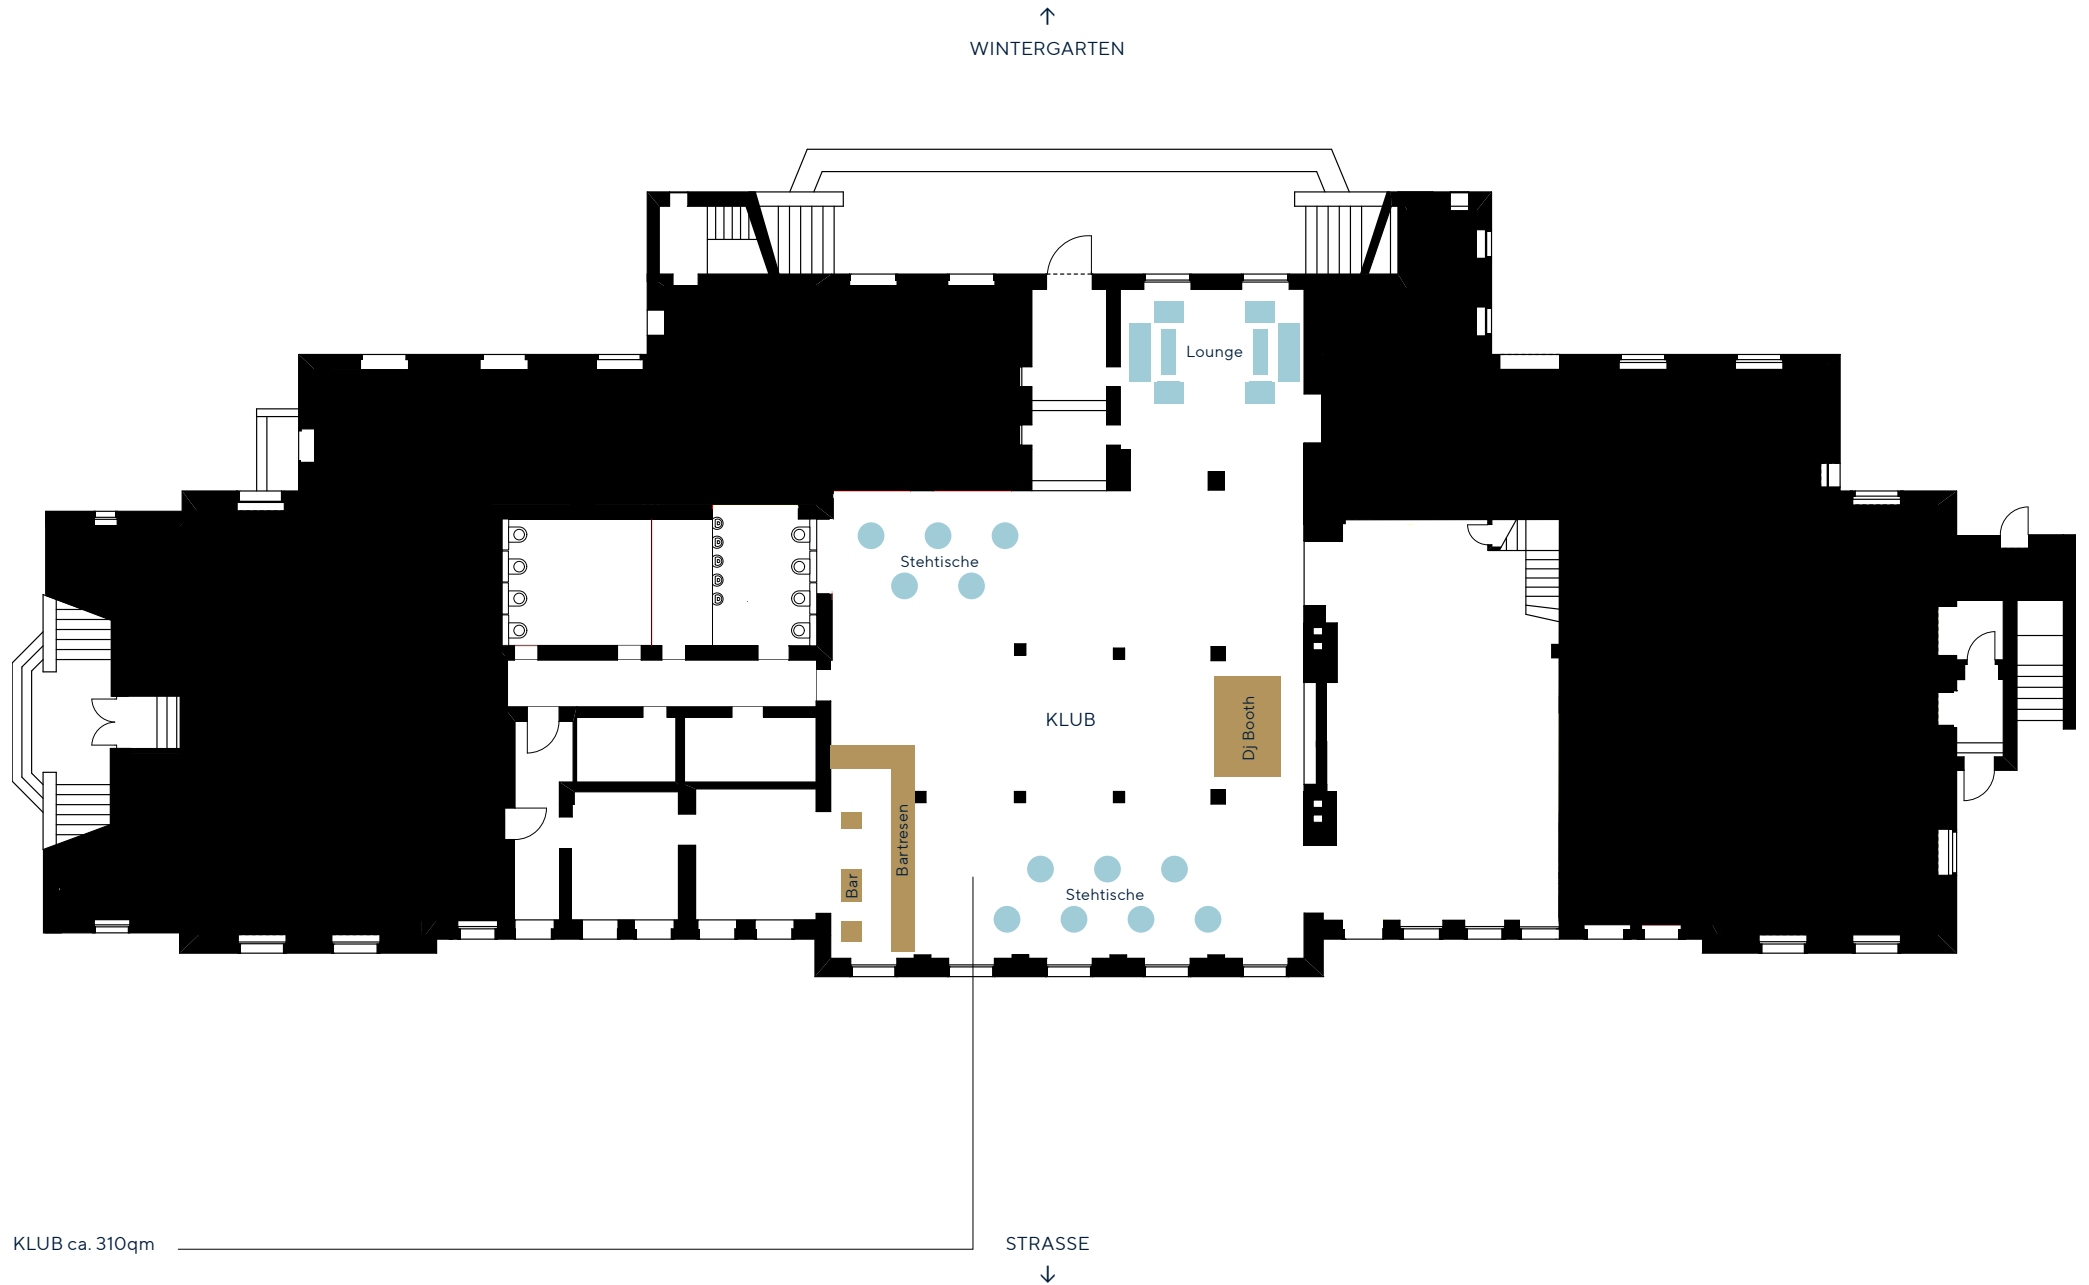 WINTERGARTEN
Lounge
Stehtische
KLUB
Dj Booth
Bartresen
Bar
Stehtische
KLUB ca. 310qm
STRASSE